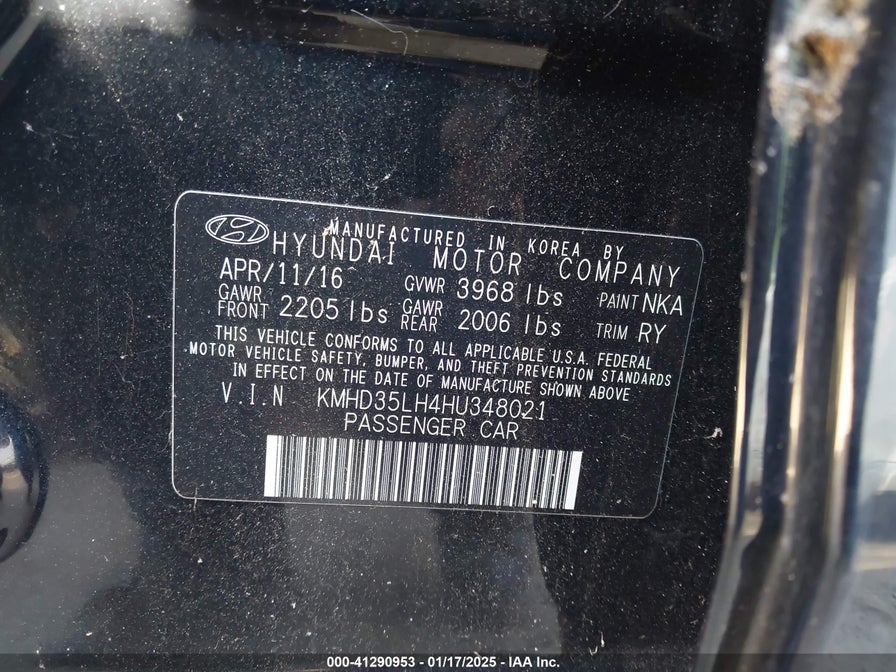 MANUFACTURED IN KOREA BY
HYUNDAI MOTOR COMPANY
APR/11/16 GVWR 3968 lbs PAINT NKA
GAWR FRONT 2205 lbs GAWR REAR 2006 lbs TRIM RY
THIS VEHICLE CONFORMS TO ALL APPLICABLE U.S.A. FEDERAL
MOTOR VEHICLE SAFETY, BUMPER, AND THEFT PREVENTION STANDARDS
IN EFFECT ON THE DATE OF MANUFACTURE SHOWN ABOVE
V.I.N KMHD35LH4HU348021
PASSENGER CAR
000-41290953 - 01/17/2025 - IAA Inc.